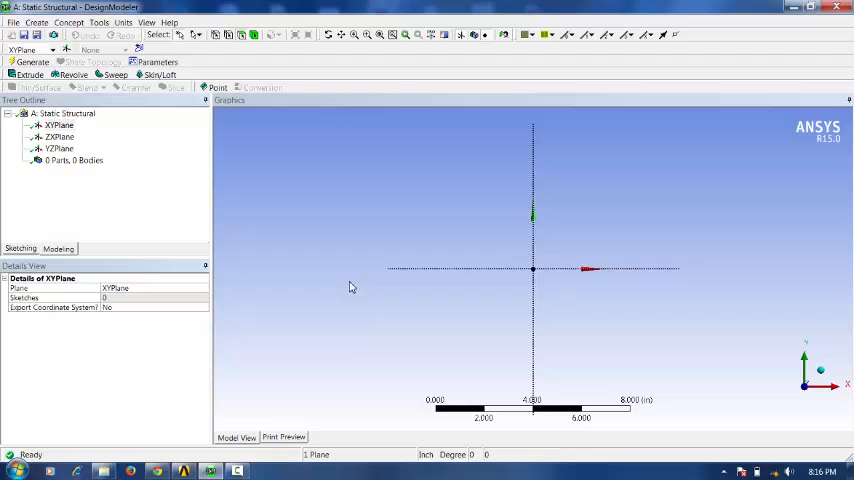 A: Static Structural - DesignModeler
File Create Concept Tools Units View Help
Undo Redo Select:
XYPlane None
Generate Share Topology Parameters
Extrude Revolve Sweep Skin/Loft
Thin/Surface Blend Chamfer Slice Point Conversion
Tree Outline
A: Static Structural
XYPlane
ZXPlane
YZPlane
0 Parts, 0 Bodies
Sketching Modeling
Details View
Details of XYPlane
Plane XYPlane
Sketches 0
Export Coordinate System? No
Graphics
ANSYS
R15.0
Y
X
0.000 4.000 8.000 (in)
2.000 6.000
Model View Print Preview
Ready 1 Plane Inch Degree 0 0
8:16 PM